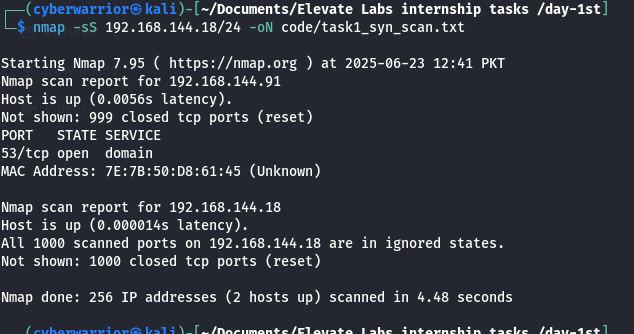 ┌──(cyberwarrior㉿kali)-[~/Documents/Elevate Labs internship tasks /day-1st]
└─$ nmap -sS 192.168.144.18/24 -oN code/task1_syn_scan.txt
Starting Nmap 7.95 ( https://nmap.org ) at 2025-06-23 12:41 PKT
Nmap scan report for 192.168.144.91
Host is up (0.0056s latency).
Not shown: 999 closed tcp ports (reset)
PORT   STATE SERVICE
53/tcp open  domain
MAC Address: 7E:7B:50:D8:61:45 (Unknown)
Nmap scan report for 192.168.144.18
Host is up (0.000014s latency).
All 1000 scanned ports on 192.168.144.18 are in ignored states.
Not shown: 1000 closed tcp ports (reset)
Nmap done: 256 IP addresses (2 hosts up) scanned in 4.48 seconds
(cyberwarrior㉿kali)-[~/Documents/Elevate Labs internship tasks /day-1st]